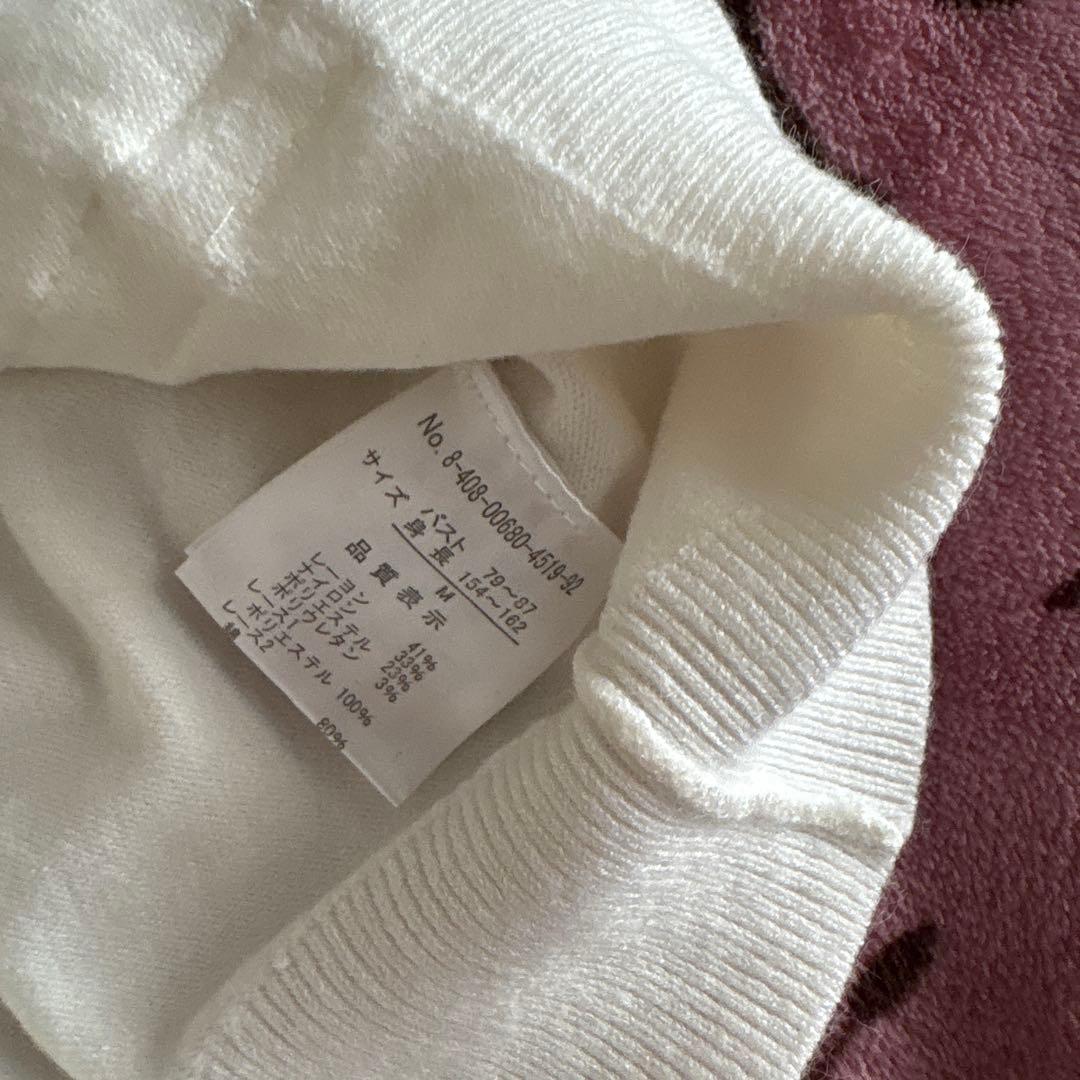 No. 8-408-00680-4519-92
サイズ バスト 79～87
身長 154～162
M
品質表示
レーヨン 41%
ナイロン 33%
ポリエステル 23%
ポリウレタン 3%
レース1
ポリエステル 100%
レース2
綿 80%